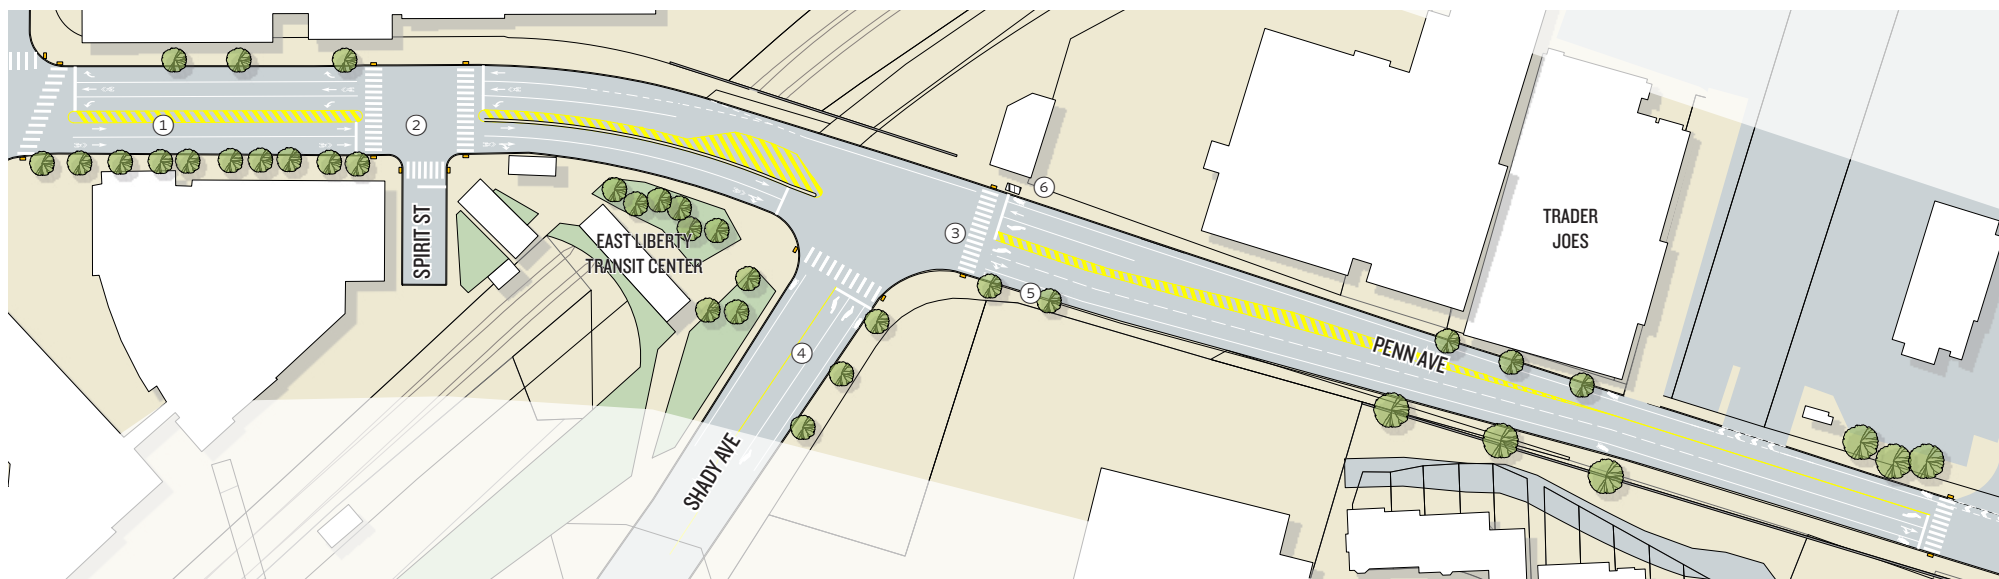 1
2
SPIRIT ST
EAST LIBERTY
TRANSIT CENTER
3
4
SHADY AVE
5
6
PENN AVE
TRADER
JOES